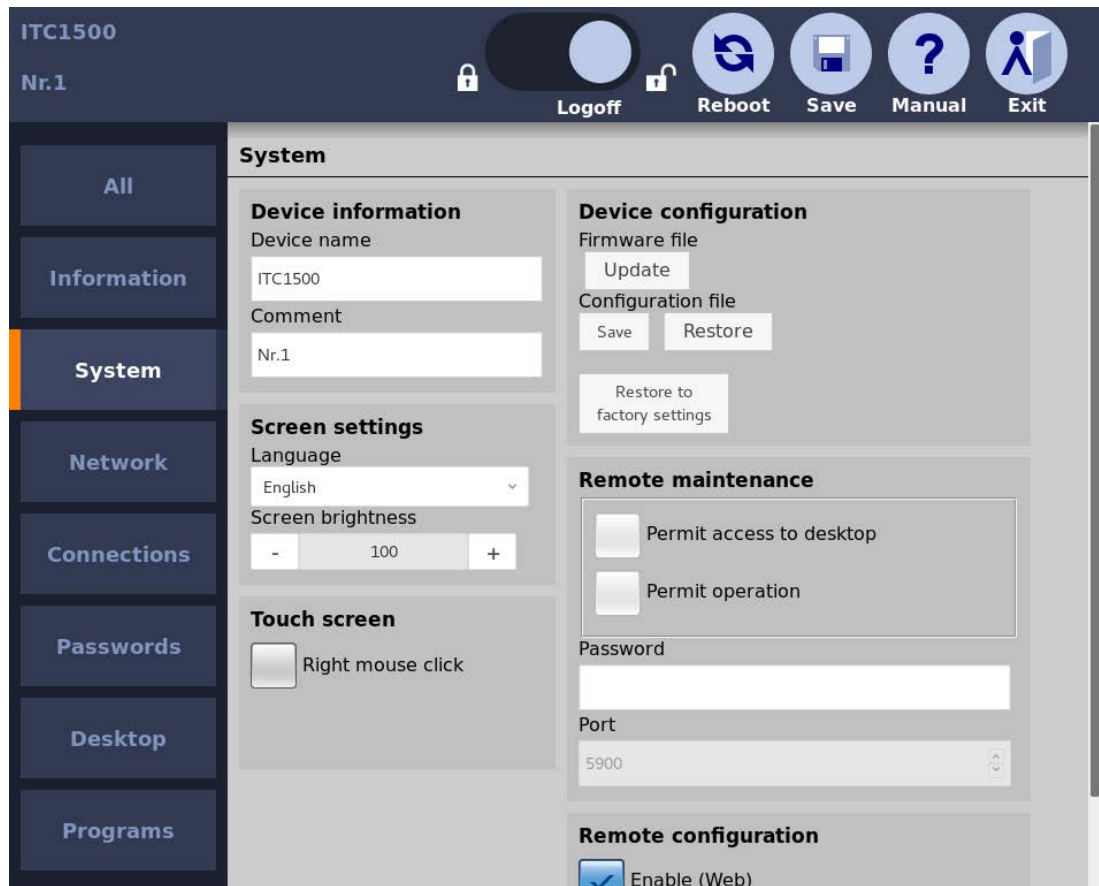 ITC1500
Nr.1
Logoff
Reboot
Save
Manual
?
Exit
All
Information
System
Network
Connections
Passwords
Desktop
Programs
System
Device information
Device name
ITC1500
Comment
Nr.1
Screen settings
Language
English
Screen brightness
- 100 +
Touch screen
Right mouse click
Device configuration
Firmware file
Update
Configuration file
Save Restore
Restore to
factory settings
Remote maintenance
Permit access to desktop
Permit operation
Password
Port
5900
Remote configuration
Enable (Web)